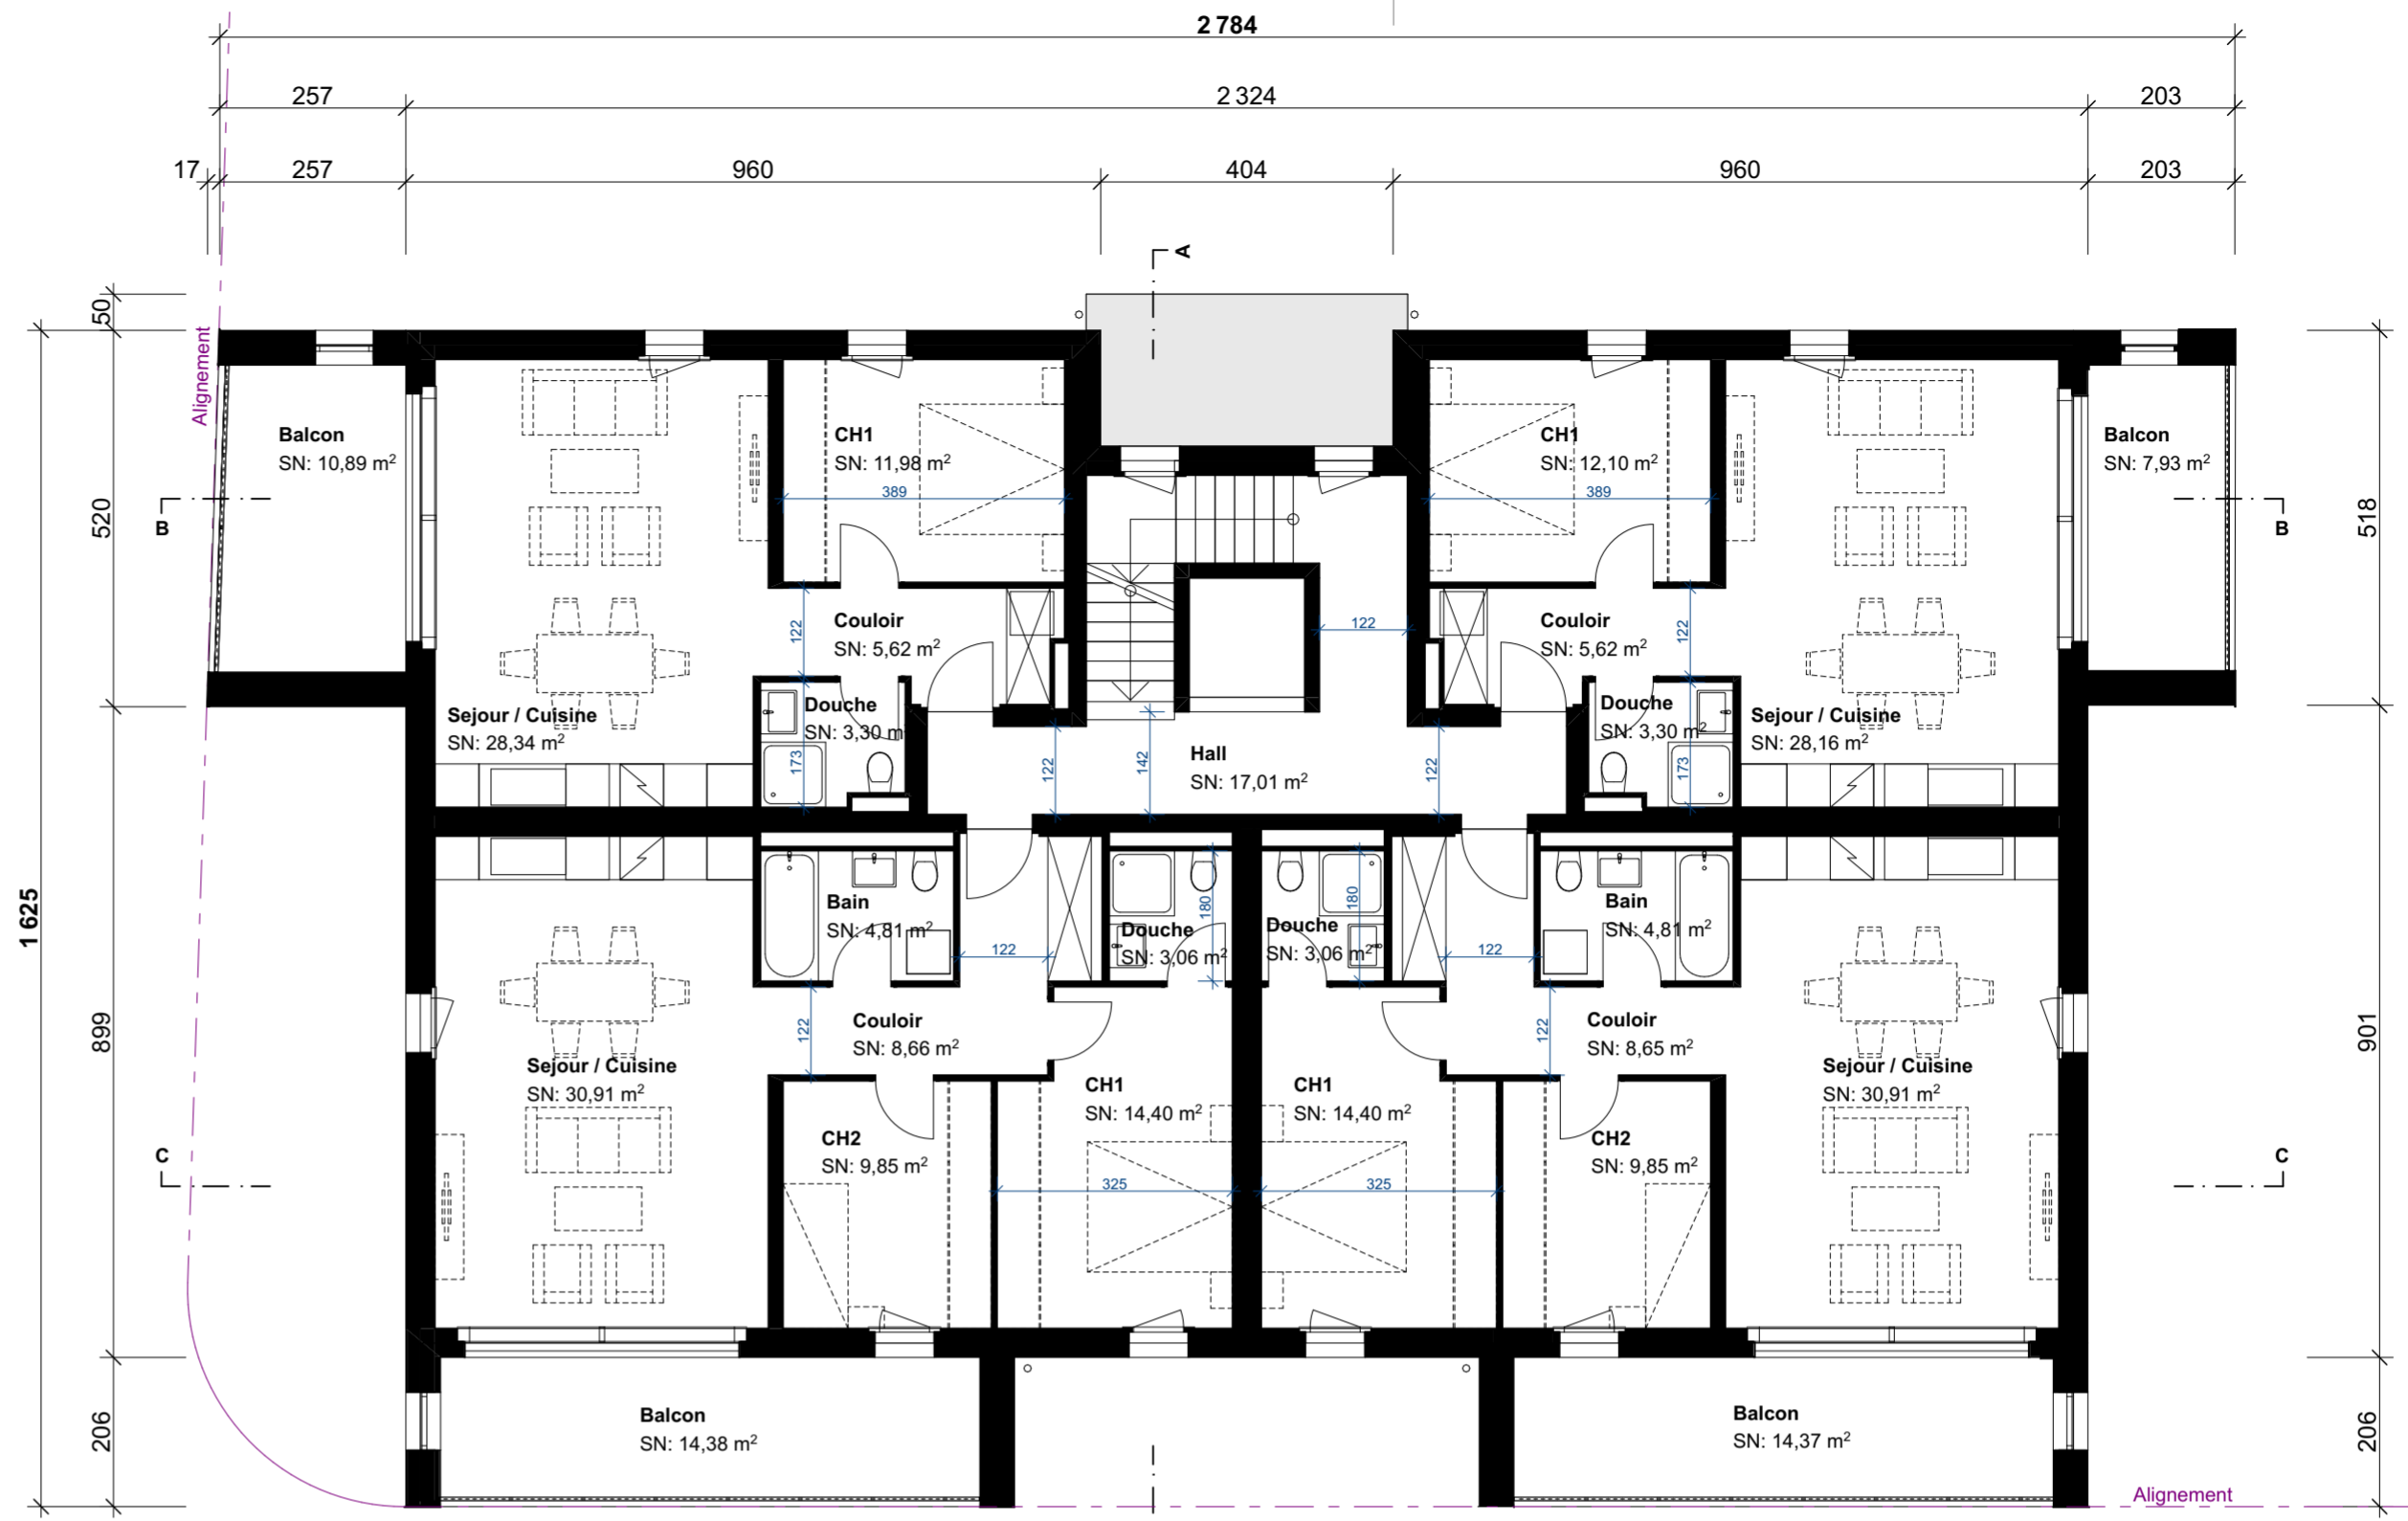 2 784
257
2 324
203
17
257
960
404
960
203
A
50
Alignement
Balcon
SN: 10,89 m²
CH1
SN: 11,98 m²
389
CH1
SN: 12,10 m²
389
Balcon
SN: 7,93 m²
B
B
520
518
Couloir
SN: 5,62 m²
122
122
Couloir
SN: 5,62 m²
122
Sejour / Cuisine
SN: 28,34 m²
Douche
SN: 3,30 m²
173
122
142
Hall
SN: 17,01 m²
122
Douche
SN: 3,30 m²
173
Sejour / Cuisine
SN: 28,16 m²
1 625
Bain
SN: 4,81 m²
122
Douche
SN: 3,06 m²
180
Douche
SN: 3,06 m²
180
122
Bain
SN: 4,81 m²
899
901
122
Couloir
SN: 8,66 m²
122
Couloir
SN: 8,65 m²
Sejour / Cuisine
SN: 30,91 m²
Sejour / Cuisine
SN: 30,91 m²
CH1
SN: 14,40 m²
CH1
SN: 14,40 m²
CH2
SN: 9,85 m²
CH2
SN: 9,85 m²
C
C
325
325
206
206
Balcon
SN: 14,38 m²
Balcon
SN: 14,37 m²
Alignement